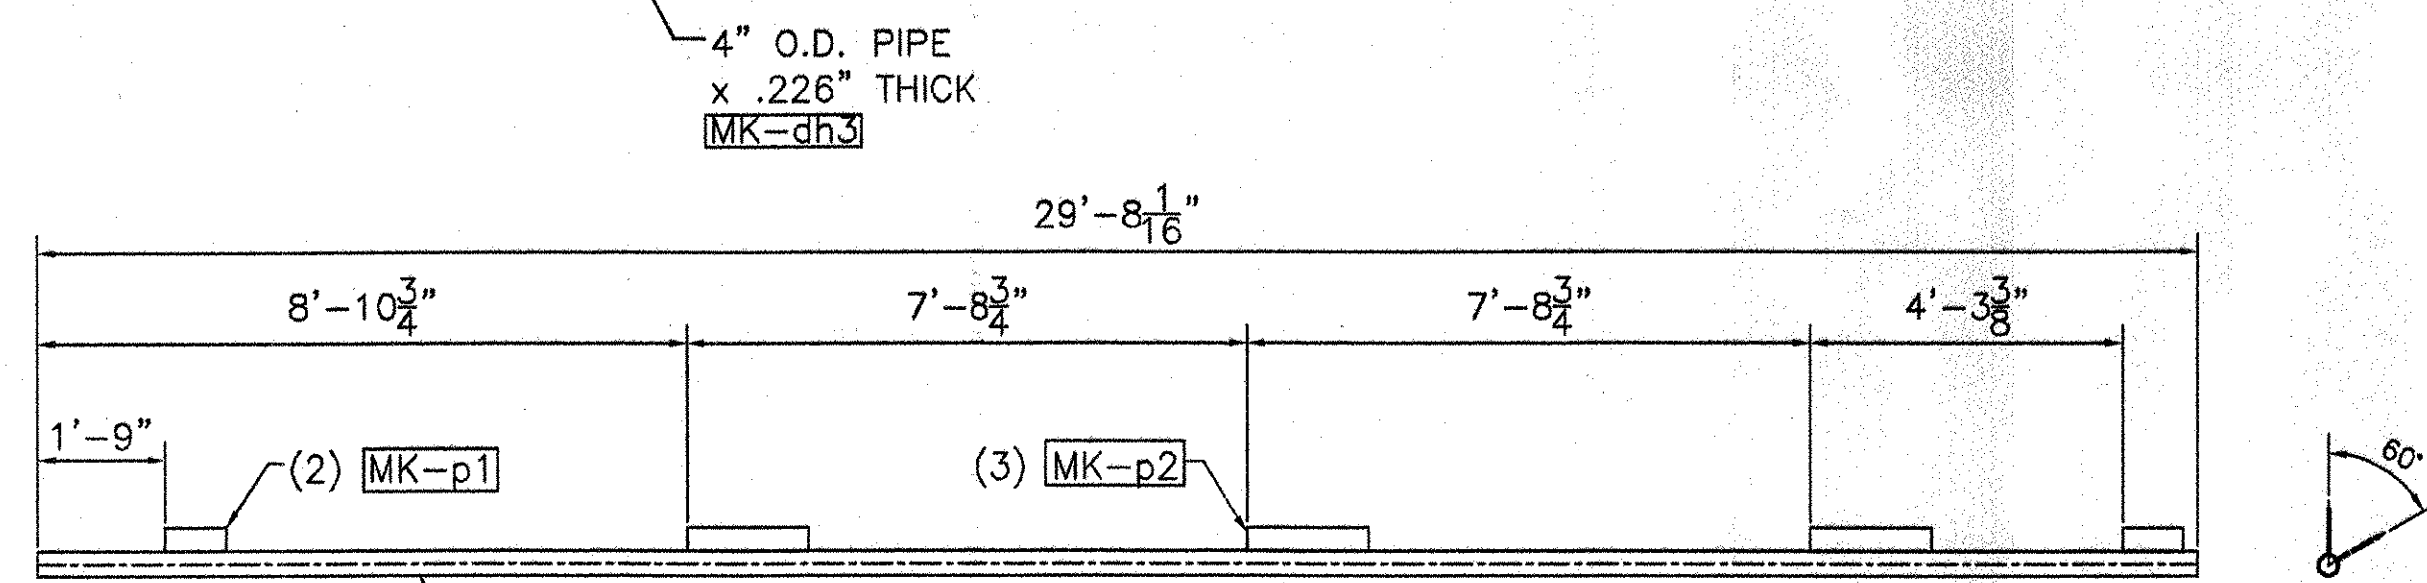 4" O.D. PIPE
x .226" THICK
MK-dh3
29'-8 1/16"
8'-10 3/4" 7'-8 3/4" 7'-8 3/4" 4'-3 3/8"
1'-9" (2) MK-p1 (3) MK-p2 60°